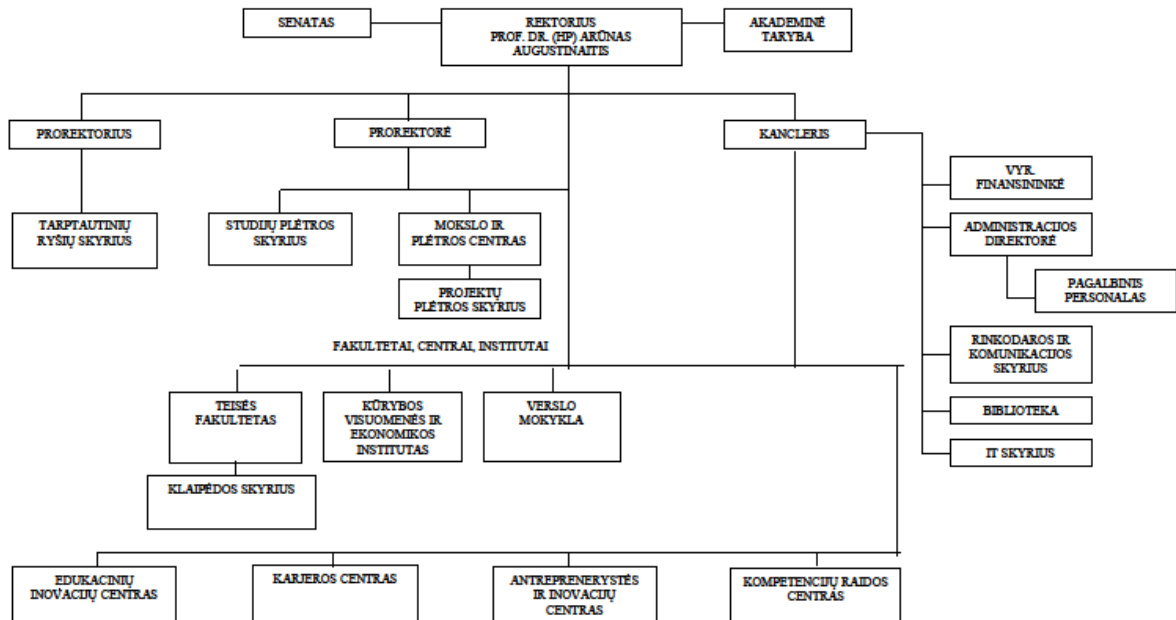 SENATAS
REKTORIUS
PROF. DR. (HP) ARŪNAS
AUGUSTINAITIS
AKADEMINĖ
TARYBA
PROREKTORIUS
PROREKTORĖ
KANCLERIS
VYR.
FINANSININKĖ
TARPTAUTINIŲ
RYŠIŲ SKYRIUS
STUDIJŲ PLĖTROS
SKYRIUS
MOKSLO IR
PLĖTROS CENTRAS
ADMINISTRACIJOS
DIREKTORĖ
PAGALBINIS
PERSONALAS
PROJEKTŲ
PLĖTROS SKYRIUS
FAKULTETAI, CENTRAI, INSTITUTAI
RINKODAROS IR
KOMUNIKACIJOS
SKYRIUS
TEISĖS
FAKULTETAS
KŪRYBOS
VISUOMENĖS IR
EKONOMIKOS
INSTITUTAS
VERSLO
MOKYKLA
BIBLIOTEKA
IT SKYRIUS
KLAIPĖDOS SKYRIUS
EDUKACINIŲ
INOVACIJŲ CENTRAS
KARJEROS CENTRAS
ANTREPRENERYSTĖS
IR INOVACIJŲ
CENTRAS
KOMPETENCIJŲ RAIDOS
CENTRAS